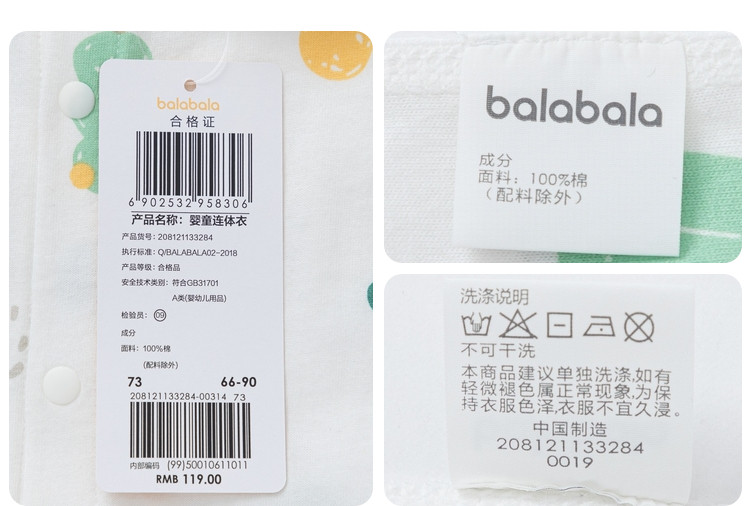 balabala
合格证
6 902532 958306
产品名称：婴童连体衣
产品货号：208121133284
执行标准：Q/BALABALA02-2018
产品等级：合格品
安全技术类别：符合GB31701
A类(婴幼儿用品)
检验员：09
成分
面料：100%棉
(配料除外)
73 66-90
208121133284-00314 73
内部编码 (99)50010611011
RMB 119.00
balabala
成分
面料：100%棉
（配料除外）
洗涤说明
不可干洗
本商品建议单独洗涤,如有
轻微褪色属正常现象,为保
持衣服色泽,衣服不宜久浸。
中国制造
208121133284
0019